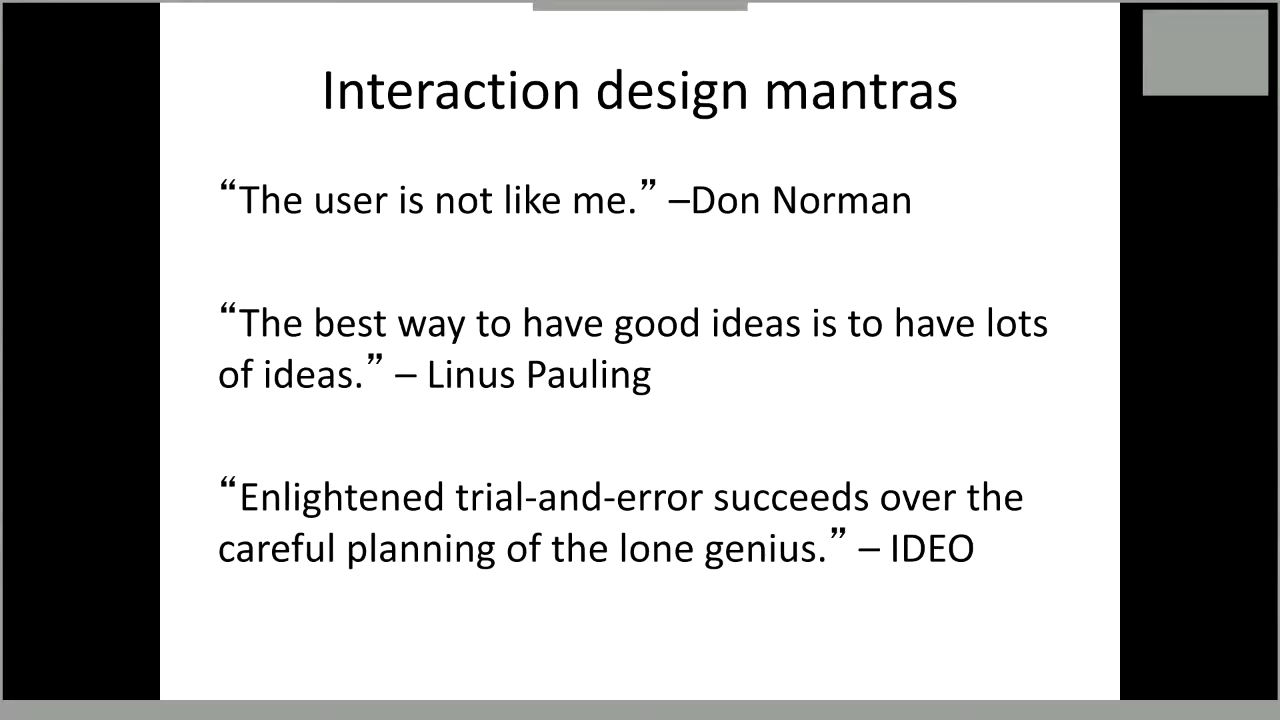 Interaction design mantras
“The user is not like me.” –Don Norman
“The best way to have good ideas is to have lots
of ideas.” – Linus Pauling
“Enlightened trial-and-error succeeds over the
careful planning of the lone genius.” – IDEO